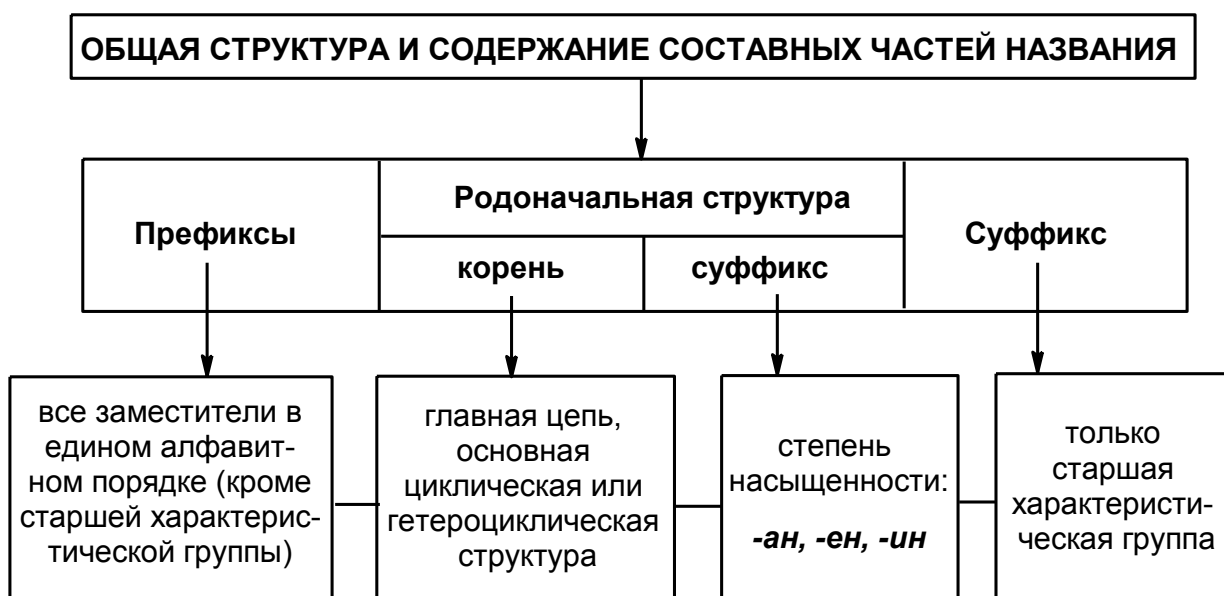 ОБЩАЯ СТРУКТУРА И СОДЕРЖАНИЕ СОСТАВНЫХ ЧАСТЕЙ НАЗВАНИЯ
Префиксы
Родоначальная структура
корень
суффикс
Суффикс
все заместители в
едином алфавит-
ном порядке (кроме
старшей характерис-
тической группы)
главная цепь,
основная
циклическая или
гетероциклическая
структура
степень
насыщенности:
-ан, -ен, -ин
только
старшая
характеристи-
ческая группа